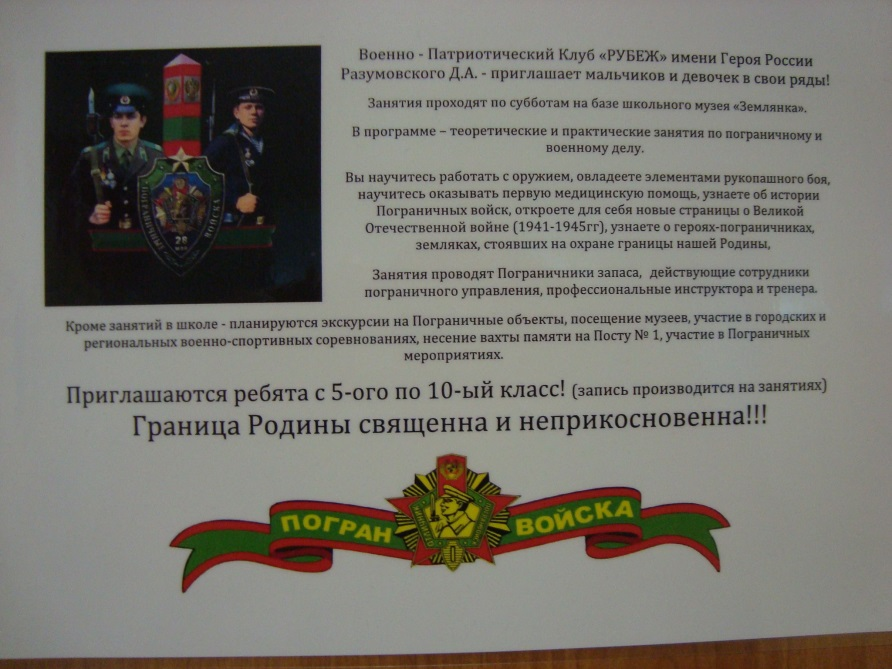 Военно - Патриотический Клуб «РУБЕЖ» имени Героя России
Разумовского Д.А. - приглашает мальчиков и девочек в свои ряды!
Занятия проходят по субботам на базе школьного музея «Землянка».
В программе – теоретические и практические занятия по пограничному и
военному делу.
Вы научитесь работать с оружием, овладеете элементами рукопашного боя,
научитесь оказывать первую медицинскую помощь, узнаете об истории
Пограничных войск, откроете для себя новые страницы о Великой
Отечественной войне (1941-1945гг), узнаете о героях-пограничниках,
земляках, стоявших на охране границы нашей Родины,
Занятия проводят Пограничники запаса, действующие сотрудники
пограничного управления, профессиональные инструктора и тренера.
ПОГРАНИЧНЫЕ ВОЙСКА
28
Кроме занятий в школе - планируются экскурсии на Пограничные объекты, посещение музеев, участие в городских и
региональных военно-спортивных соревнованиях, несение вахты памяти на Посту № 1, участие в Пограничных
мероприятиях.
Приглашаются ребята с 5-ого по 10-ый класс! (запись производится на занятиях)
Граница Родины священна и неприкосновенна!!!
ПОГРАН ВОЙСКА